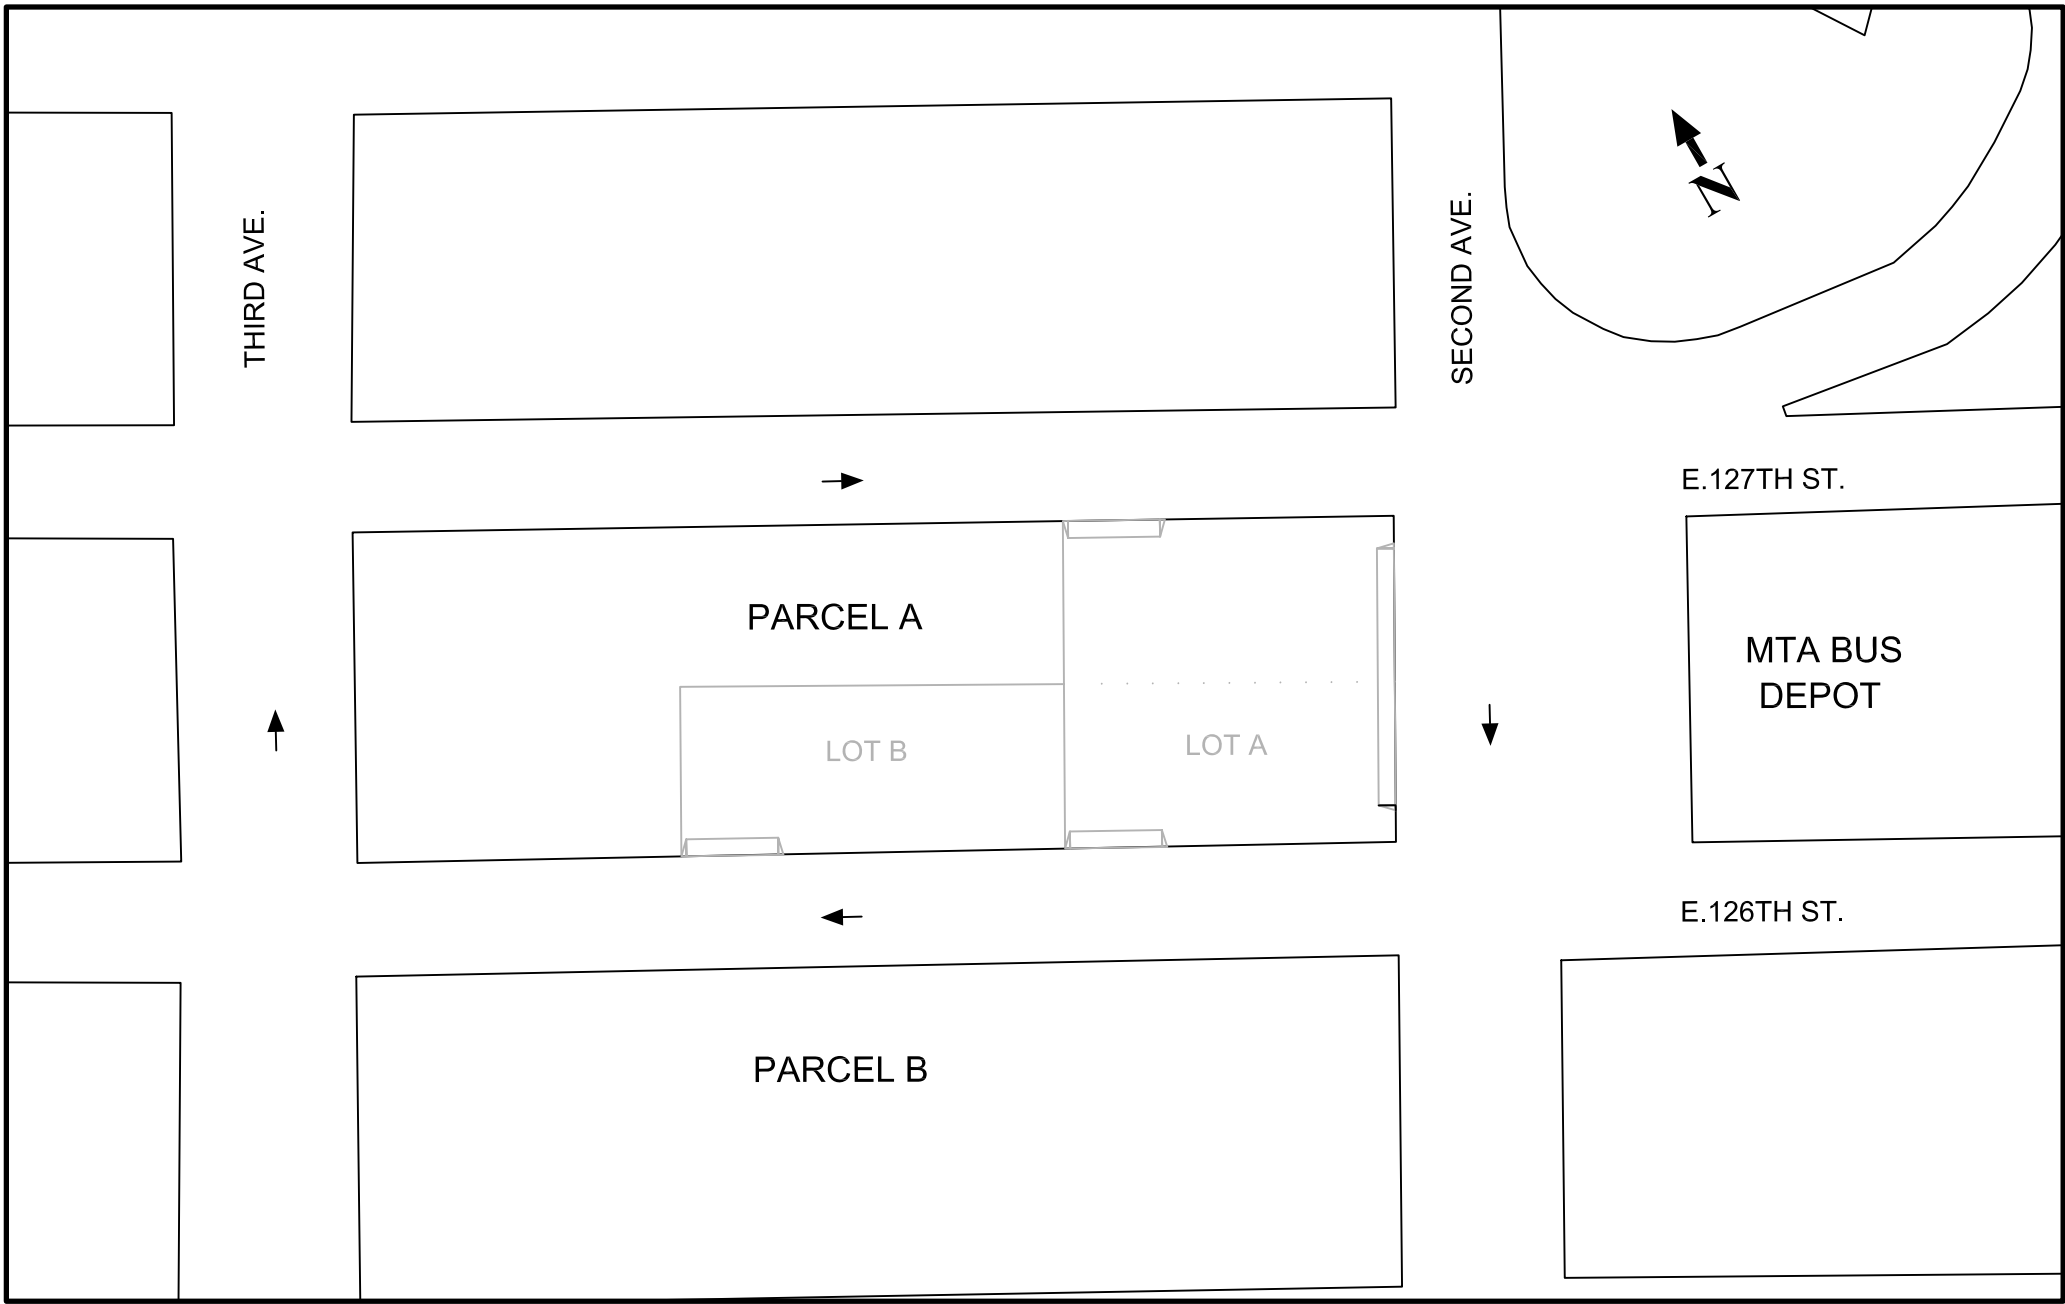 N
THIRD AVE.
SECOND AVE.
E.127TH ST.
PARCEL A
MTA BUS
DEPOT
LOT B
LOT A
E.126TH ST.
PARCEL B